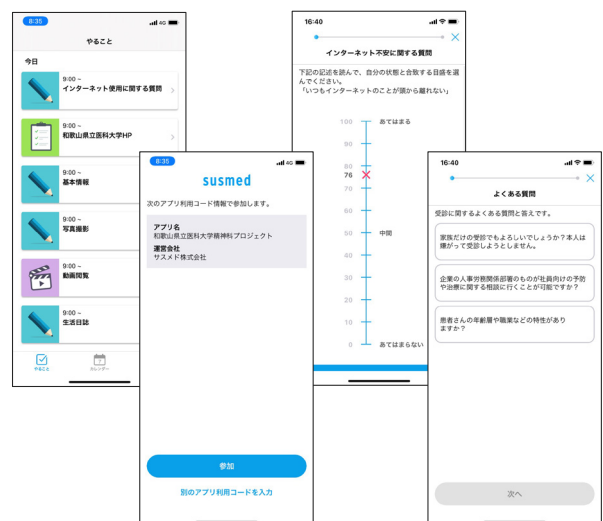 8:35
4G
やること
今日
9:00 ~
インターネット使用に関する質問
9:00 ~
和歌山県立医科大学HP
9:00 ~
基本情報
9:00 ~
写真撮影
9:00 ~
動画閲覧
9:00 ~
生活日誌
やること
カレンダー
8:35
4G
susmed
次のアプリ利用コード情報で参加します。
アプリ名
和歌山県立医科大学精神科プロジェクト
運営会社
サスメド株式会社
参加
別のアプリ利用コードを入力
16:40
インターネット不安に関する質問
下記の記述を読んで、自分の状態と合致する目盛を選
んでください。
「いつもインターネットのことが頭から離れない」
100 あてはまる
90
80
76
70
60
50 中間
40
30
20
10
0 あてはまらない
16:40
よくある質問
受診に関するよくある質問と答えです。
家族だけの受診でもよろしいでしょうか？本人は
嫌がって受診しようとしません。
企業の人事労務関係部署のものが社員向けの予防
や治療に関する相談に行くことが可能ですか？
患者さんの年齢層や職業などの特性があり
ますか？
次へ